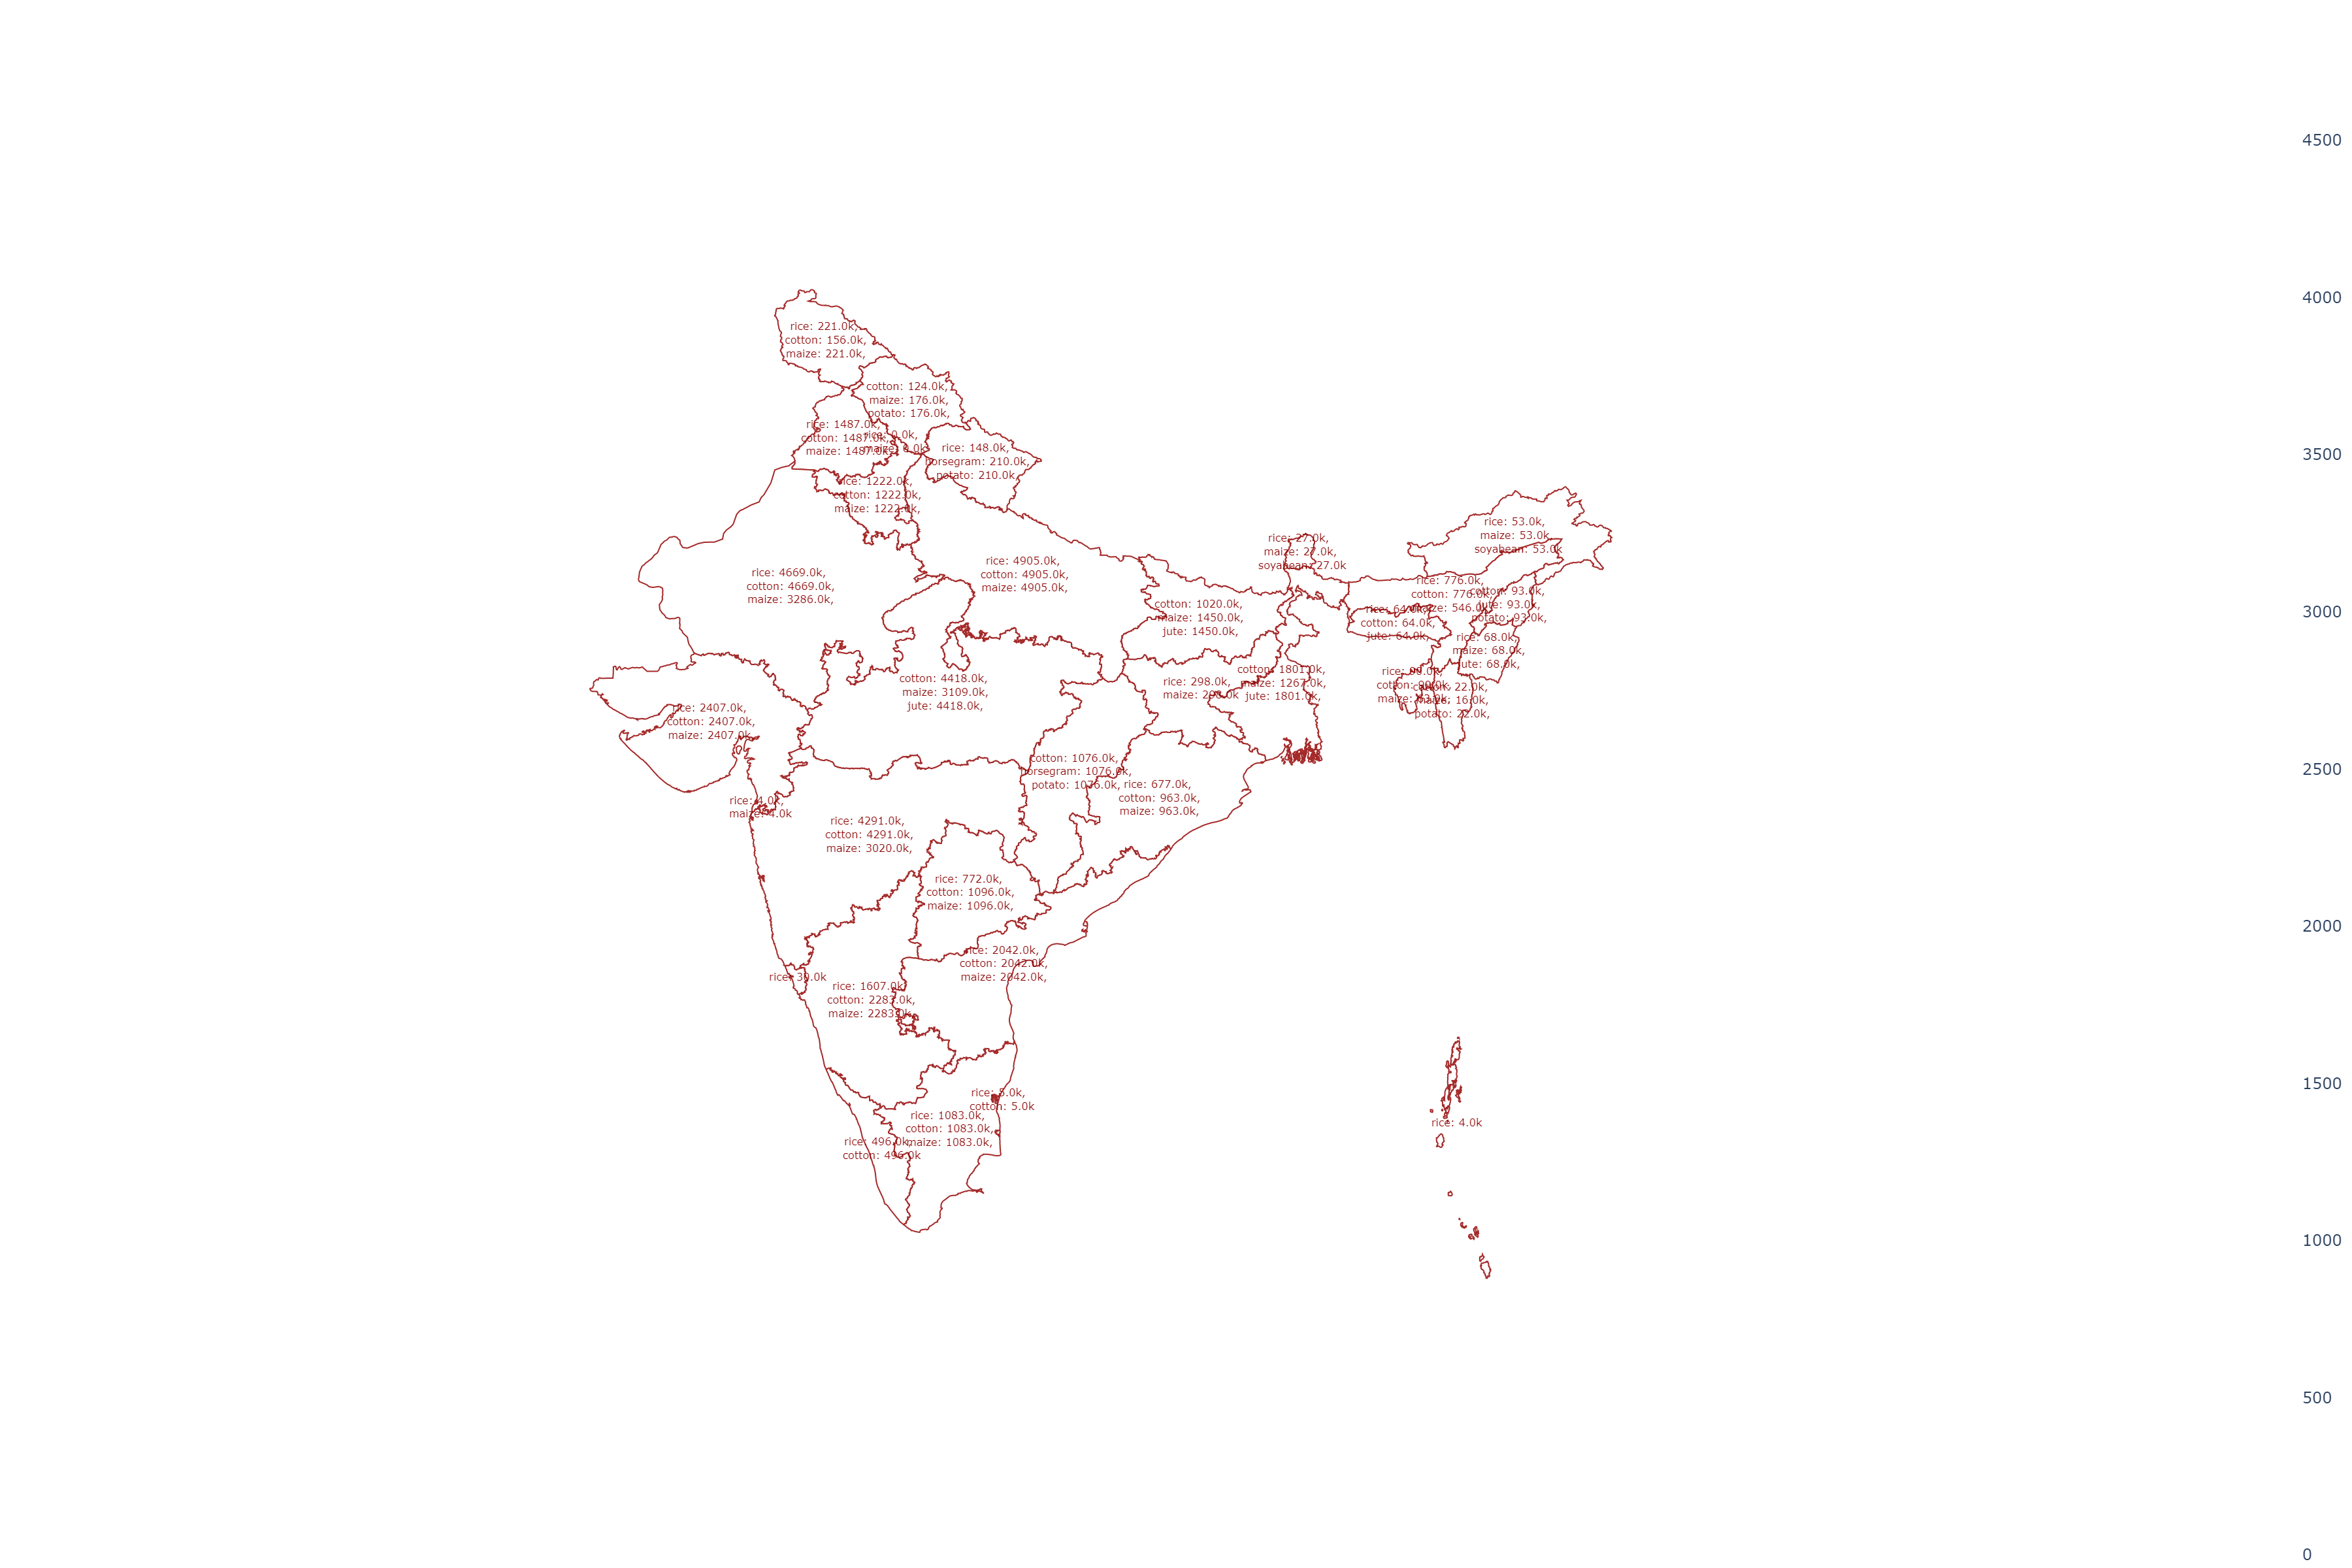 4500
4000
rice: 221.0k,
cotton: 156.0k,
maize: 221.0k,
cotton: 124.0k,
maize: 176.0k,
potato: 176.0k,
rice: 1487.0k,
cotton: 1487.0k,
maize: 1487.0k,
rice: 0.0k,
maize: 0.0k
rice: 148.0k,
horsegram: 210.0k,
potato: 210.0k,
3500
rice: 1222.0k,
cotton: 1222.0k,
maize: 1222.0k,
rice: 53.0k,
maize: 53.0k,
soyabean: 53.0k
rice: 27.0k,
maize: 27.0k,
soyabean: 27.0k
rice: 4905.0k,
cotton: 4905.0k,
maize: 4905.0k,
rice: 4669.0k,
cotton: 4669.0k,
maize: 3286.0k,
rice: 776.0k,
cotton: 776.0k,
maize: 546.0k,
cotton: 93.0k,
jute: 93.0k,
potato: 93.0k,
cotton: 1020.0k,
maize: 1450.0k,
jute: 1450.0k,
rice: 64.0k,
cotton: 64.0k,
jute: 64.0k,
3000
rice: 68.0k,
maize: 68.0k,
jute: 68.0k,
cotton: 1801.0k,
maize: 1267.0k,
jute: 1801.0k,
rice: 298.0k,
maize: 298.0k
cotton: 4418.0k,
maize: 3109.0k,
jute: 4418.0k,
rice:
cotton:
maize:
cotton: 22.0k,
maize: 16.0k,
potato: 22.0k,
rice: 2407.0k,
cotton: 2407.0k,
maize: 2407.0k,
cotton: 1076.0k,
horsegram: 1076.0k,
potato: 1076.0k,
2500
rice: 677.0k,
cotton: 963.0k,
maize: 963.0k,
rice: 4.0k,
maize: 4.0k
rice: 4291.0k,
cotton: 4291.0k,
maize: 3020.0k,
rice: 772.0k,
cotton: 1096.0k,
maize: 1096.0k,
2000
rice: 2042.0k,
cotton: 2042.0k,
maize: 2042.0k,
rice: 30.0k
rice: 1607.0k,
cotton: 2283.0k,
maize: 2283.0k,
1500
rice: 5.0k,
cotton: 5.0k
rice: 1083.0k,
cotton: 1083.0k,
maize: 1083.0k,
rice: 4.0k
rice: 496.0k,
cotton: 496.0k
1000
500
0